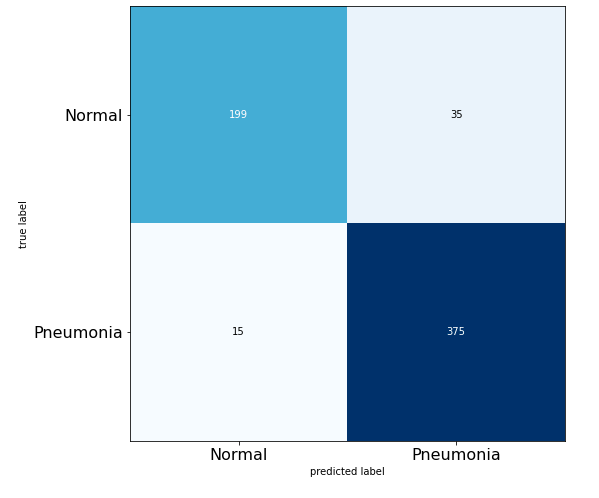 true label
Normal
199
35
Pneumonia
15
375
Normal
Pneumonia
predicted label